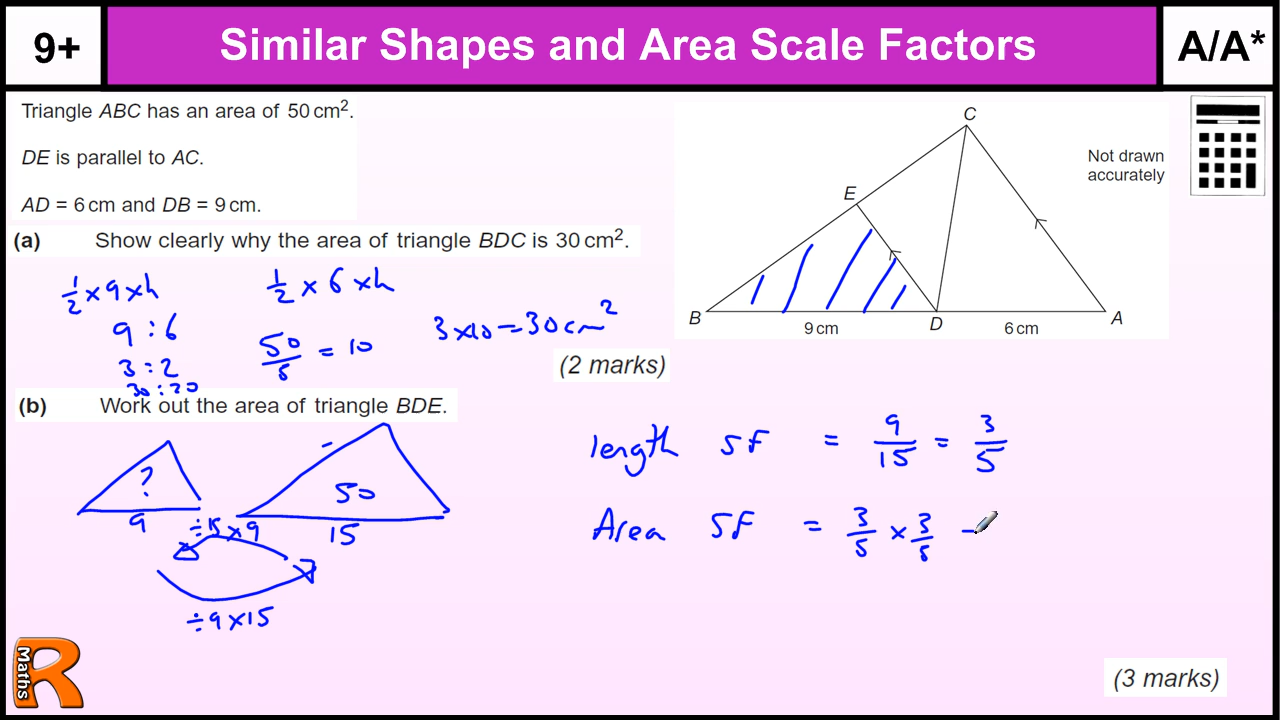 9+
Similar Shapes and Area Scale Factors
A/A*
Triangle ABC has an area of 50 cm².
DE is parallel to AC.
AD = 6 cm and DB = 9 cm.
C
E
Not drawn
accurately
B
D
A
9 cm
6 cm
(a) Show clearly why the area of triangle BDC is 30 cm².
1/2 × 9 × h
1/2 × 6 × h
9 : 6
3 : 2
30 : 20
50/5 = 10
3 × 10 = 30 cm²
(2 marks)
(b) Work out the area of triangle BDE.
?
9
50
15
÷15 × 9
÷9 × 15
length SF = 9/15 = 3/5
Area SF = 3/5 × 3/5 =
R
Maths
(3 marks)